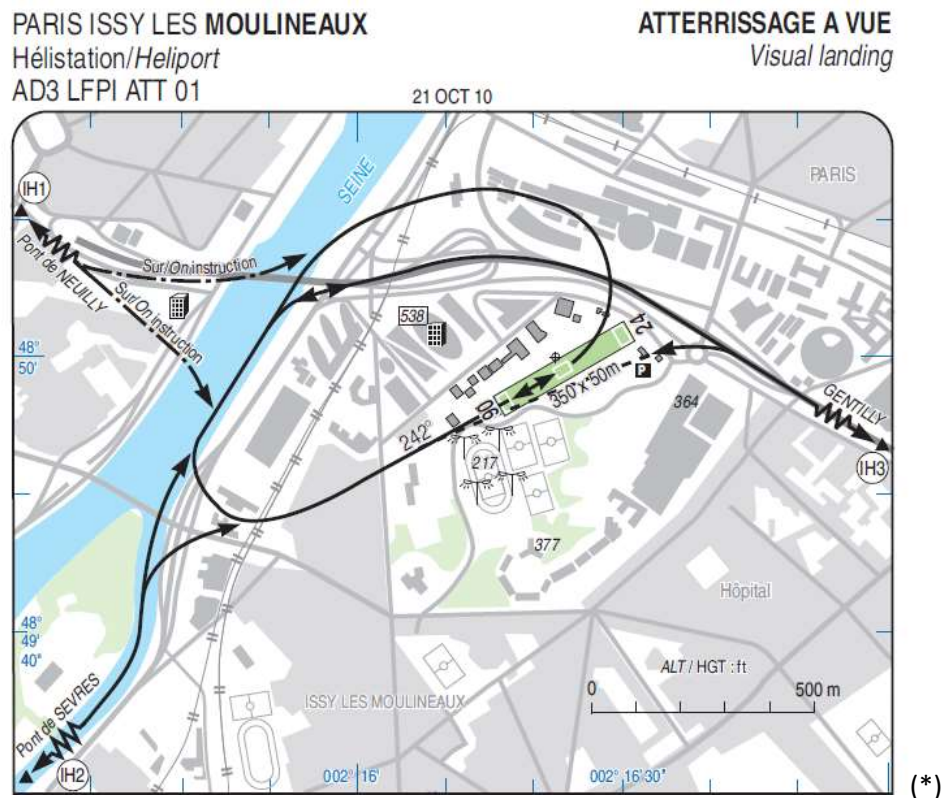 PARIS ISSY LES MOULINEAUX
Hélistation/Heliport
AD3 LFPI ATT 01
ATTERRISSAGE A VUE
Visual landing
21 OCT 10
PARIS
SEINE
IH1
Pont de NEUILLY
Sur/On instruction
Sur/On instruction
538
24
48°
50'
P
350 x 50m
06
364
GENTILLY
242°
217
IH3
377
Hôpital
48°
49'
40"
ALT / HGT : ft
0 500 m
ISSY LES MOULINEAUX
Pont de SEVRES
IH2
002° 16'
002° 16' 30"
(*)